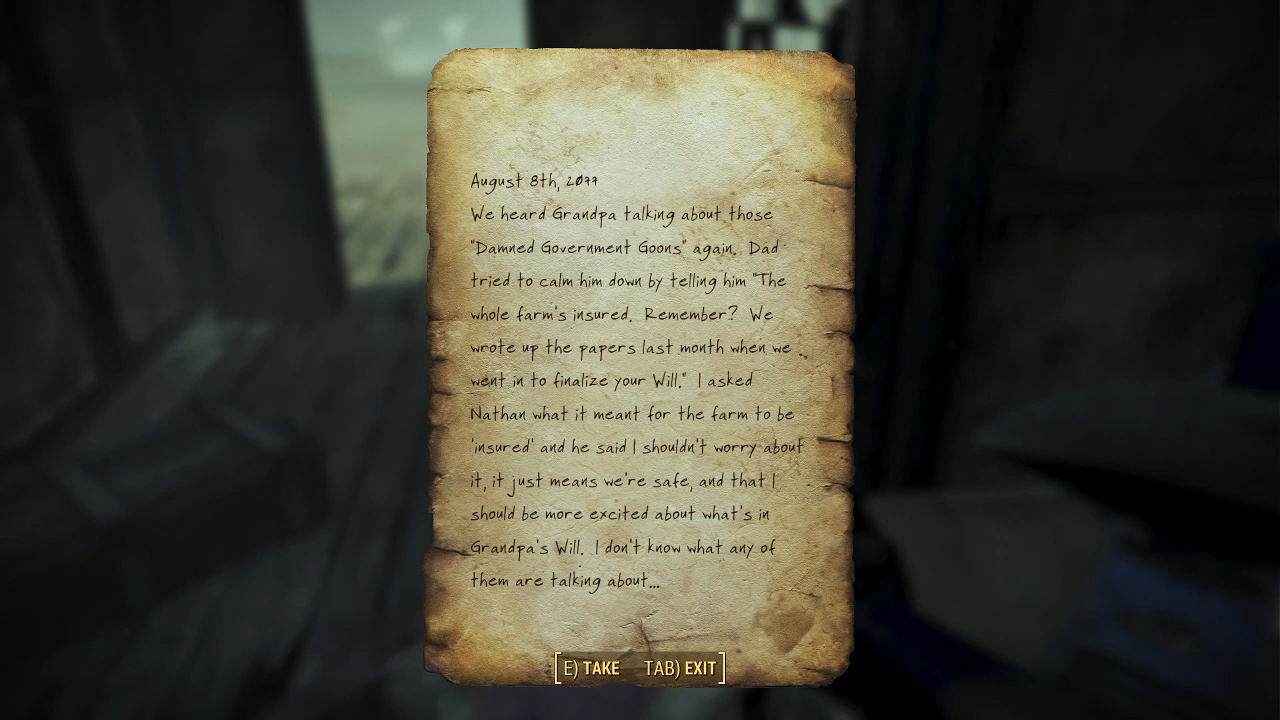 August 8th, 2077
We heard Grandpa talking about those
"Damned Government Goons" again.  Dad
tried to calm him down by telling him "The
whole farm's insured.  Remember?  We
wrote up the papers last month when we
went in to finalize your Will."  I asked
Nathan what it meant for the farm to be
'insured' and he said I shouldn't worry about
it, it just means we're safe, and that I
should be more excited about what's in
Grandpa's Will.  I don't know what any of
them are talking about...
E) TAKE TAB) EXIT